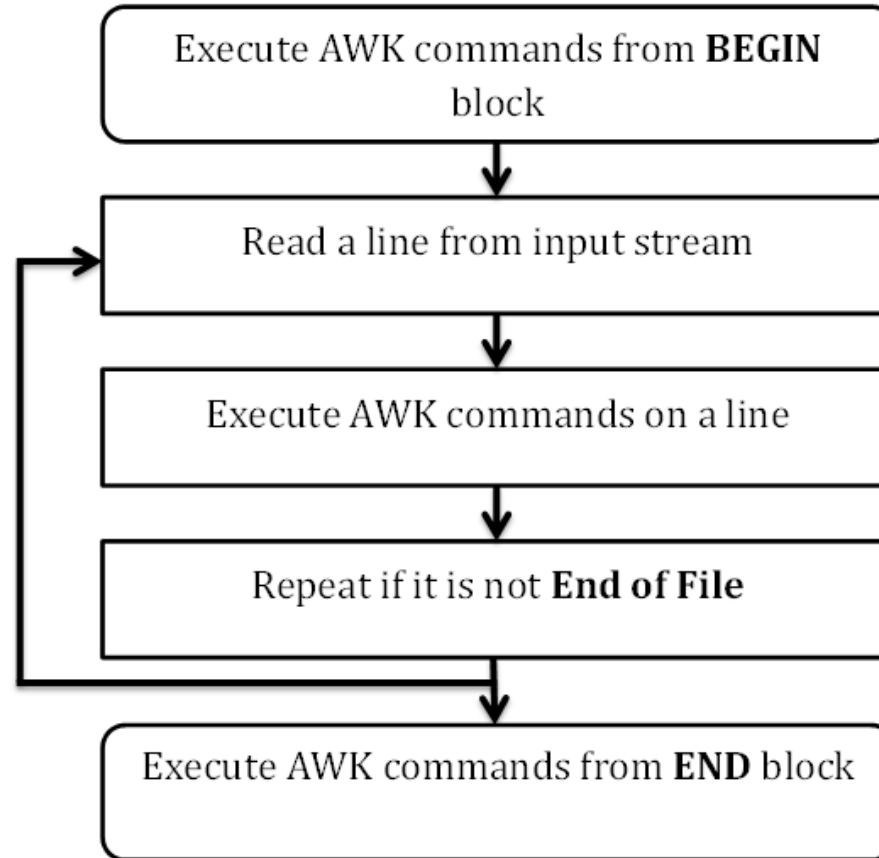 Execute AWK commands from BEGIN
block
Read a line from input stream
Execute AWK commands on a line
Repeat if it is not End of File
Execute AWK commands from END block